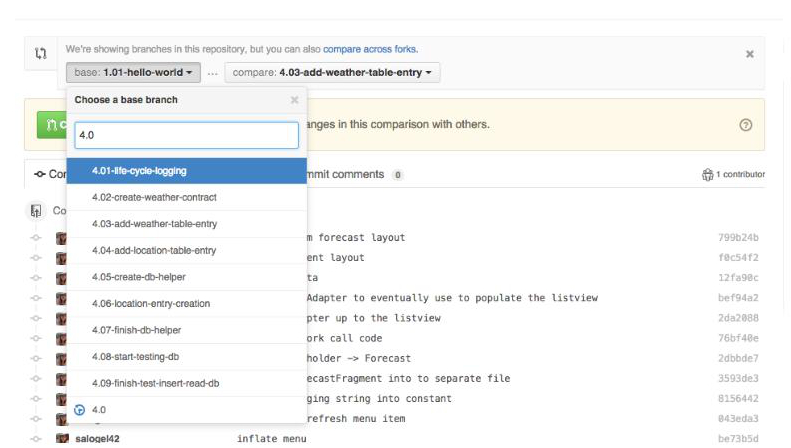 We're showing branches in this repository, but you can also compare across forks.
base: 1.01-hello-world ... compare: 4.03-add-weather-table-entry
Choose a base branch
4.0
anges in this comparison with others.
4.01-life-cycle-logging
mmit comments 0
1 contributor
4.02-create-weather-contract
Co
4.03-add-weather-table-entry
m forecast layout 799b24b
4.04-add-location-table-entry
ent layout f0c54f2
4.05-create-db-helper
ta 12fa90c
4.06-location-entry-creation
Adapter to eventually use to populate the listview bef94a2
4.07-finish-db-helper
pter up to the listview 2da2088
ork call code 76bf40e
4.08-start-testing-db
holder -> Forecast 2dbbde7
4.09-finish-test-insert-read-db
ecastFragment into to separate file 3593de3
ging string into constant 8156442
4.0
refresh menu item 043eda3
salogel42 inflate menu be73b5d